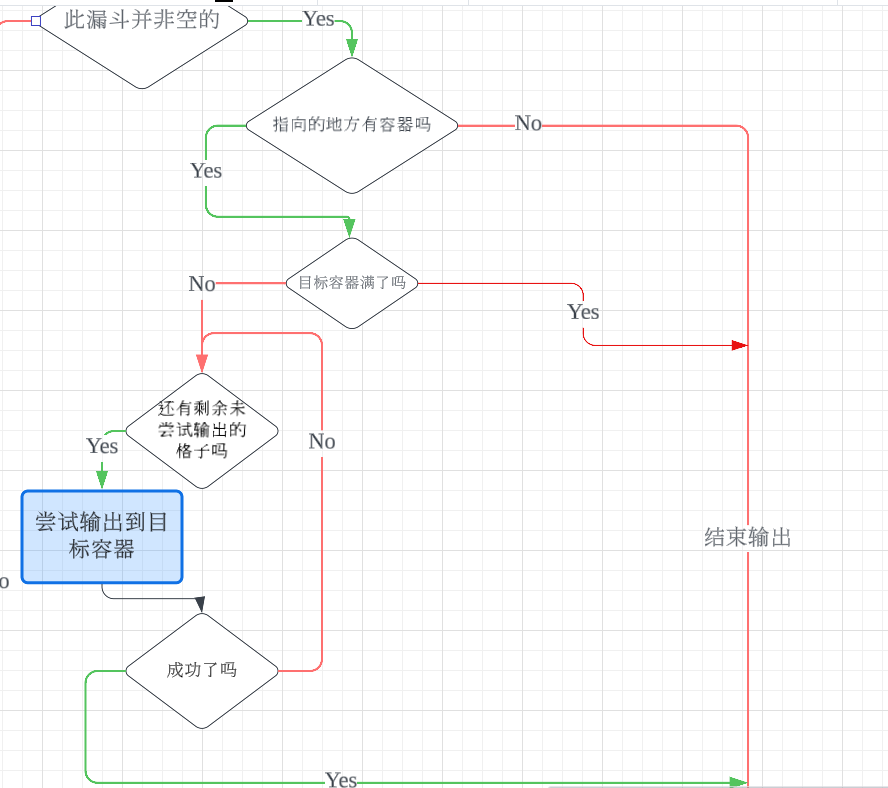 此漏斗并非空的
Yes
指向的地方有容器吗
No
Yes
目标容器满了吗
No
Yes
还有剩余未
尝试输出的
格子吗
No
Yes
尝试输出到目
标容器
结束输出
o
成功了吗
Yes